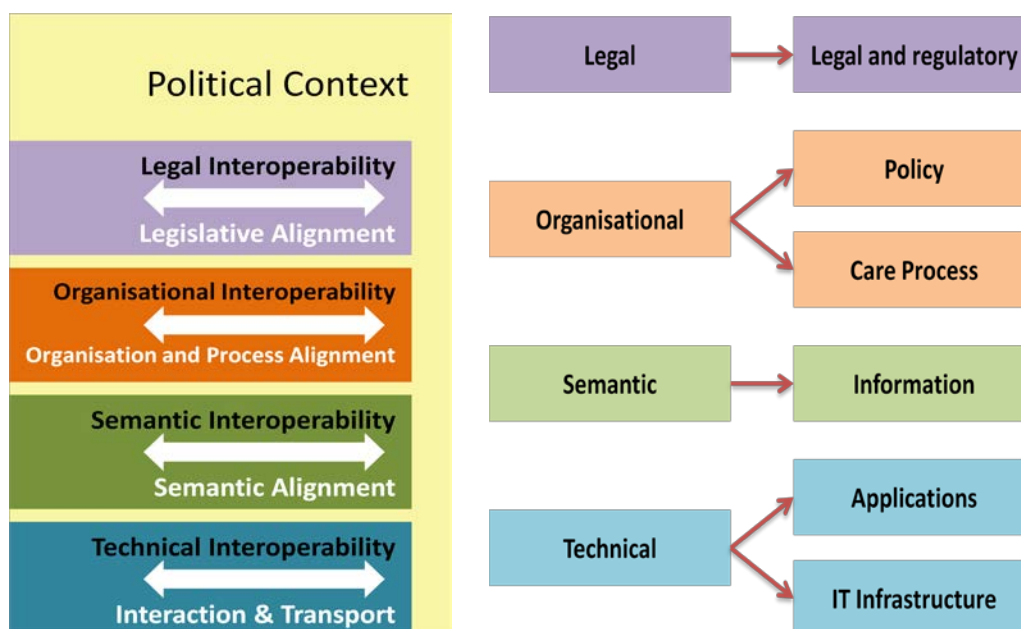 Political Context
Legal Interoperability
Legislative Alignment
Organisational Interoperability
Organisation and Process Alignment
Semantic Interoperability
Semantic Alignment
Technical Interoperability
Interaction & Transport
Legal
Legal and regulatory
Organisational
Policy
Care Process
Semantic
Information
Technical
Applications
IT Infrastructure